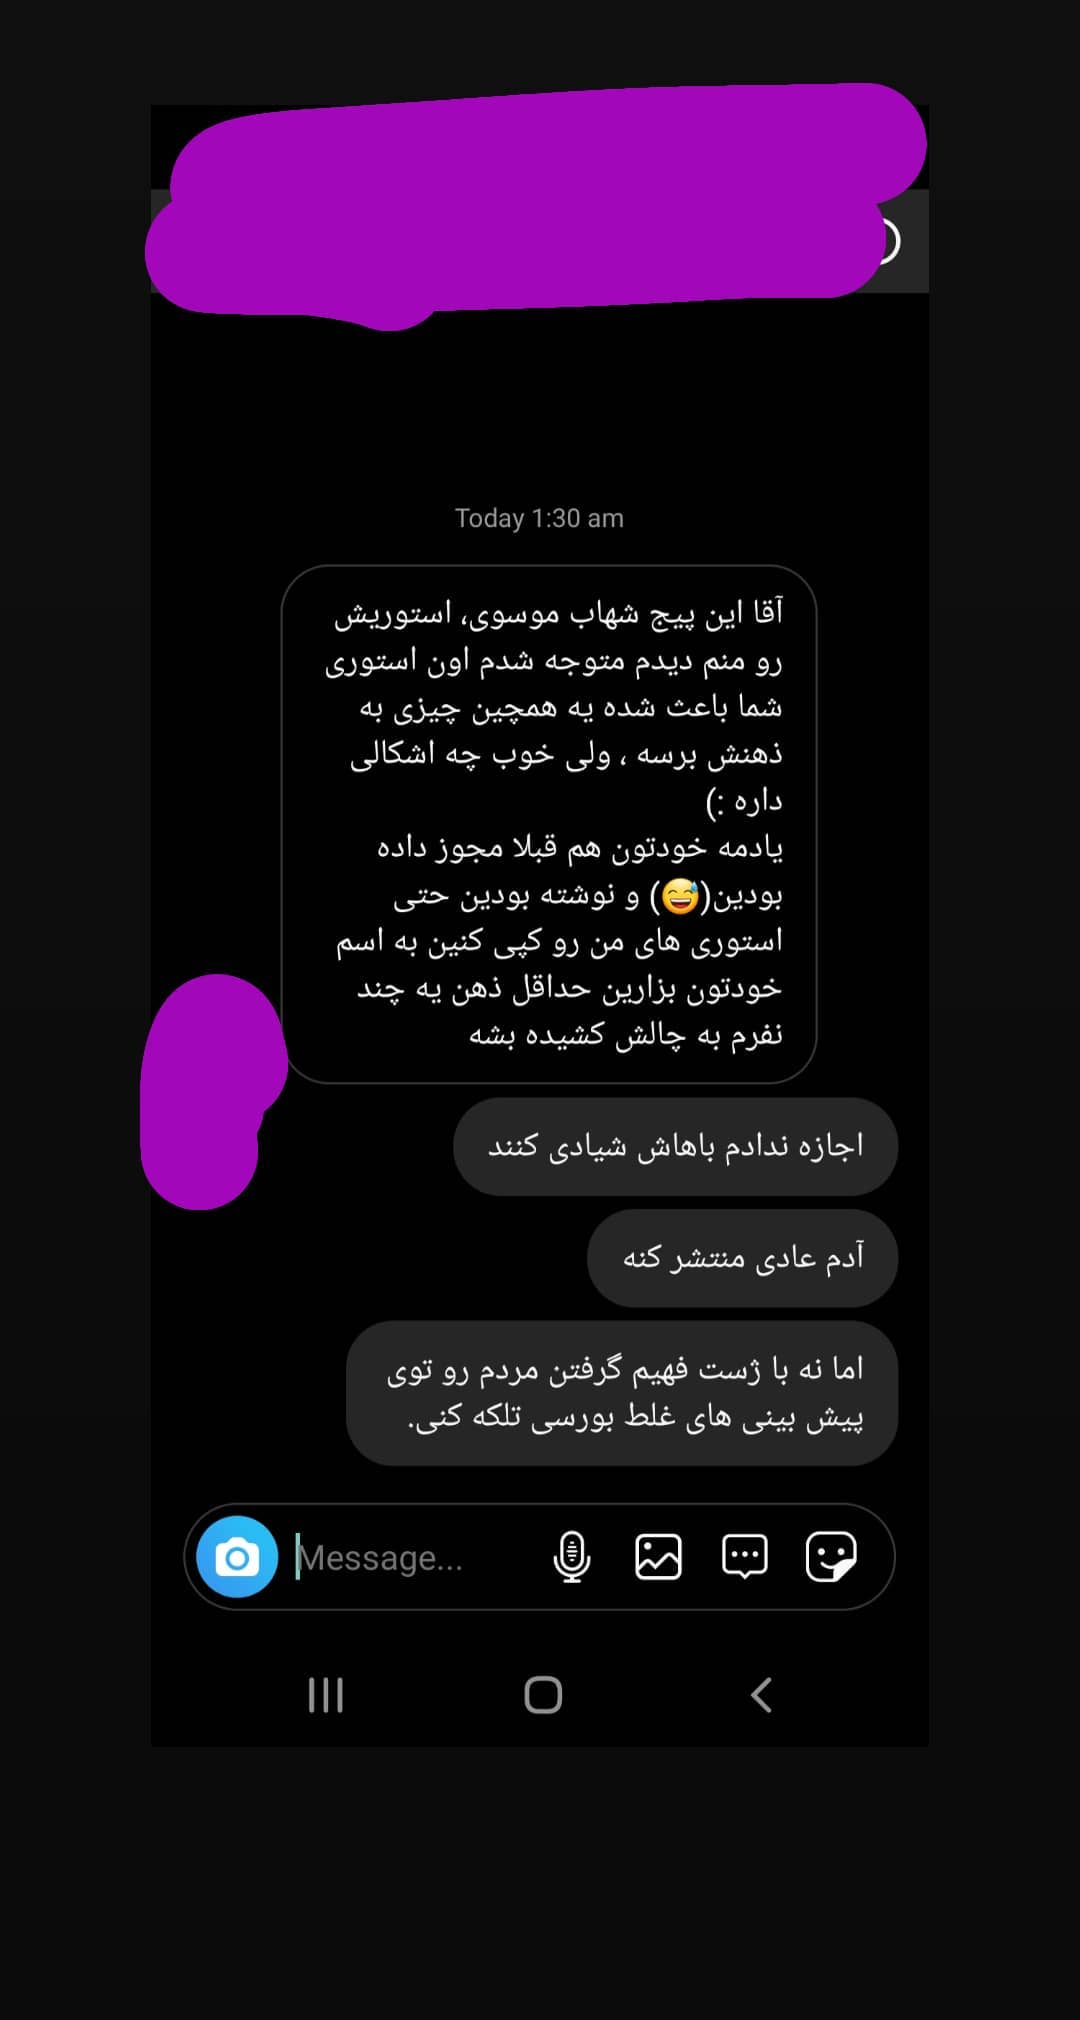 Today 1:30 am
آقا این پیج شهاب موسوی، استوریش
رو منم دیدم متوجه شدم اون استوری
شما باعث شده یه همچین چیزی به
ذهنش برسه ، ولی خوب چه اشکالی
داره :)
یادمه خودتون هم قبلا مجوز داده
بودین(😅) و نوشته بودین حتی
استوری های من رو کپی کنین به اسم
خودتون بزارین حداقل ذهن یه چند
نفرم به چالش کشیده بشه
اجازه ندادم باهاش شیادی کنند
آدم عادی منتشر کنه
اما نه با ژست فهیم گرفتن مردم رو توی
پیش بینی های غلط بورسی تلکه کنی.
Message...